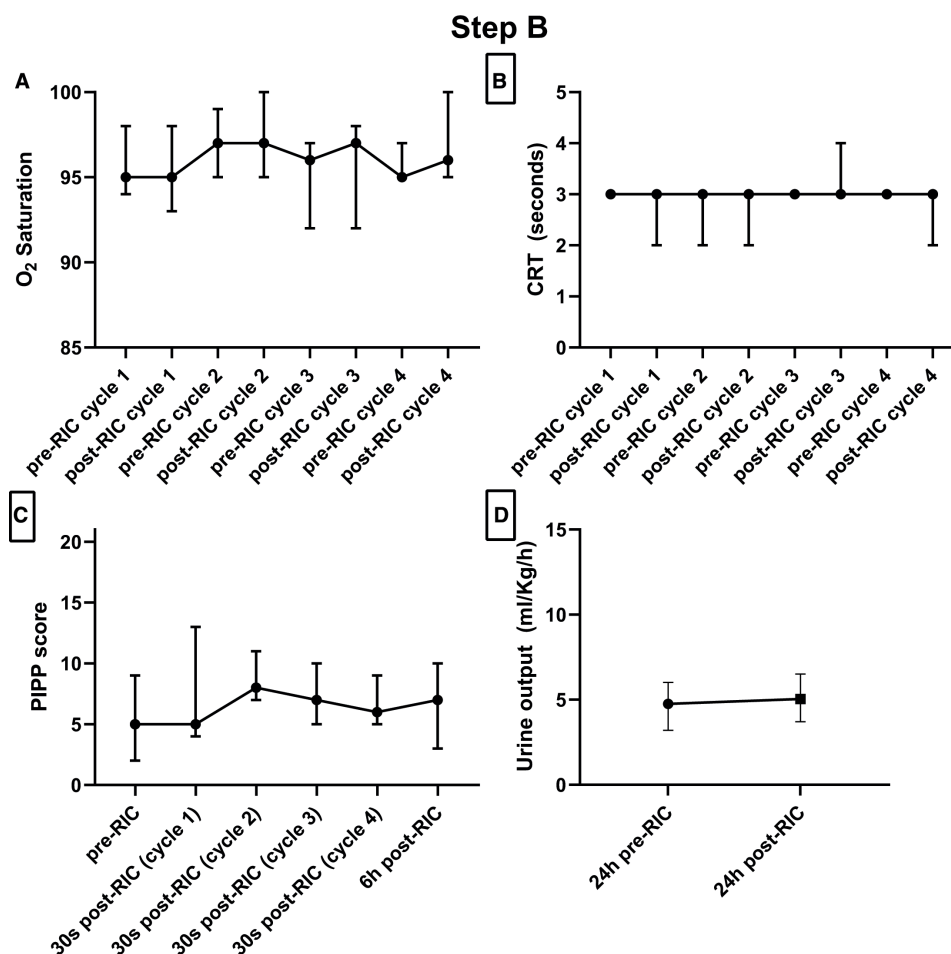 Step B
A
O2 Saturation
100
95
90
85
pre-RIC cycle 1
post-RIC cycle 1
pre-RIC cycle 2
post-RIC cycle 2
pre-RIC cycle 3
post-RIC cycle 3
pre-RIC cycle 4
post-RIC cycle 4
B
CRT (seconds)
5
4
3
2
1
0
pre-RIC cycle 1
post-RIC cycle 1
pre-RIC cycle 2
post-RIC cycle 2
pre-RIC cycle 3
post-RIC cycle 3
pre-RIC cycle 4
post-RIC cycle 4
C
PIPP score
20
15
10
5
0
pre-RIC
30s post-RIC (cycle 1)
30s post-RIC (cycle 2)
30s post-RIC (cycle 3)
30s post-RIC (cycle 4)
6h post-RIC
D
Urine output (ml/Kg/h)
15
10
5
0
24h pre-RIC
24h post-RIC